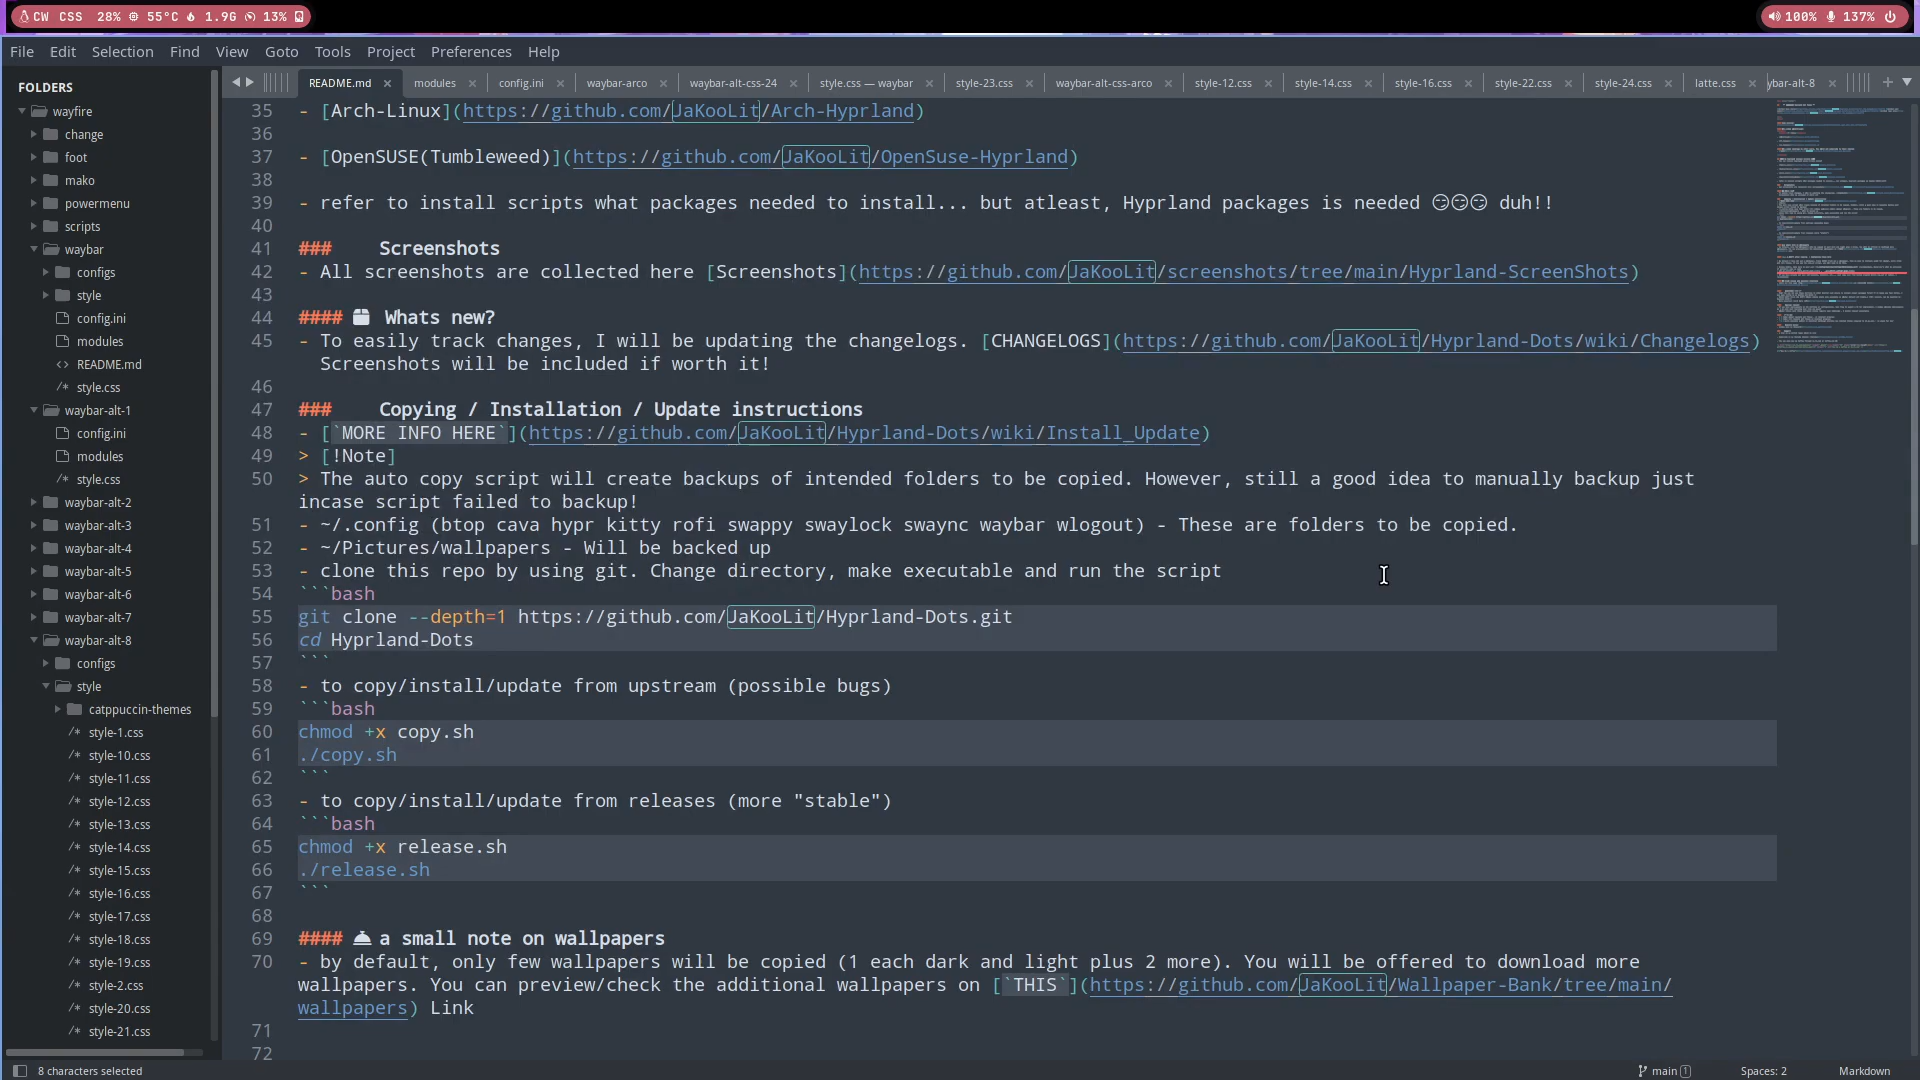 CW CSS 28% 55°C 1.9G 13%
100% 137%
File Edit Selection Find View Goto Tools Project Preferences Help
FOLDERS
wayfire
change
foot
mako
powermenu
scripts
waybar
configs
style
config.ini
modules
README.md
style.css
waybar-alt-1
config.ini
modules
style.css
waybar-alt-2
waybar-alt-3
waybar-alt-4
waybar-alt-5
waybar-alt-6
waybar-alt-7
waybar-alt-8
configs
style
catppuccin-themes
style-1.css
style-10.css
style-11.css
style-12.css
style-13.css
style-14.css
style-15.css
style-16.css
style-17.css
style-18.css
style-19.css
style-2.css
style-20.css
style-21.css
README.md modules config.ini waybar-arco waybar-alt-css-24 style.css — waybar style-23.css waybar-alt-css-arco style-12.css style-14.css style-16.css style-22.css style-24.css latte.css ybar-alt-8
35 - [Arch-Linux](https://github.com/JaKooLit/Arch-Hyprland)
36
37 - [OpenSUSE(Tumbleweed)](https://github.com/JaKooLit/OpenSuse-Hyprland)
38
39 - refer to install scripts what packages needed to install... but atleast, Hyprland packages is needed 😏😏😏 duh!!
40
41 ### Screenshots
42 - All screenshots are collected here [Screenshots](https://github.com/JaKooLit/screenshots/tree/main/Hyprland-ScreenShots)
43
44 #### Whats new?
45 - To easily track changes, I will be updating the changelogs. [CHANGELOGS](https://github.com/JaKooLit/Hyprland-Dots/wiki/Changelogs)
Screenshots will be included if worth it!
46
47 ### Copying / Installation / Update instructions
48 - [`MORE INFO HERE`](https://github.com/JaKooLit/Hyprland-Dots/wiki/Install_Update)
49 > [!Note]
50 > The auto copy script will create backups of intended folders to be copied. However, still a good idea to manually backup just
incase script failed to backup!
51 - ~/.config (btop cava hypr kitty rofi swappy swaylock swaync waybar wlogout) - These are folders to be copied.
52 - ~/Pictures/wallpapers - Will be backed up
53 - clone this repo by using git. Change directory, make executable and run the script
54 ```bash
55 git clone --depth=1 https://github.com/JaKooLit/Hyprland-Dots.git
56 cd Hyprland-Dots
57 ```
58 - to copy/install/update from upstream (possible bugs)
59 ```bash
60 chmod +x copy.sh
61 ./copy.sh
62 ```
63 - to copy/install/update from releases (more "stable")
64 ```bash
65 chmod +x release.sh
66 ./release.sh
67 ```
68
69 #### 🛎 a small note on wallpapers
70 - by default, only few wallpapers will be copied (1 each dark and light plus 2 more). You will be offered to download more
wallpapers. You can preview/check the additional wallpapers on [`THIS`](https://github.com/JaKooLit/Wallpaper-Bank/tree/main/
wallpapers) Link
71
72
8 characters selected
main 1 Spaces: 2 Markdown